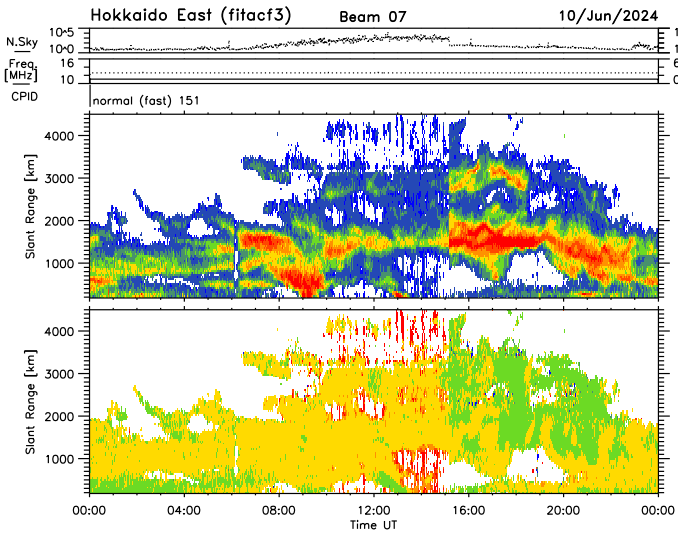 Hokkaido East (fitacf3) Beam 07 10/Jun/2024
N.Sky 10^5 10^0
Freq. [MHz] 16 10
CPID normal (fast) 151
Slant Range [km] 4000 3000 2000 1000
Slant Range [km] 4000 3000 2000 1000
00:00 04:00 08:00 12:00 16:00 20:00 00:00
Time UT